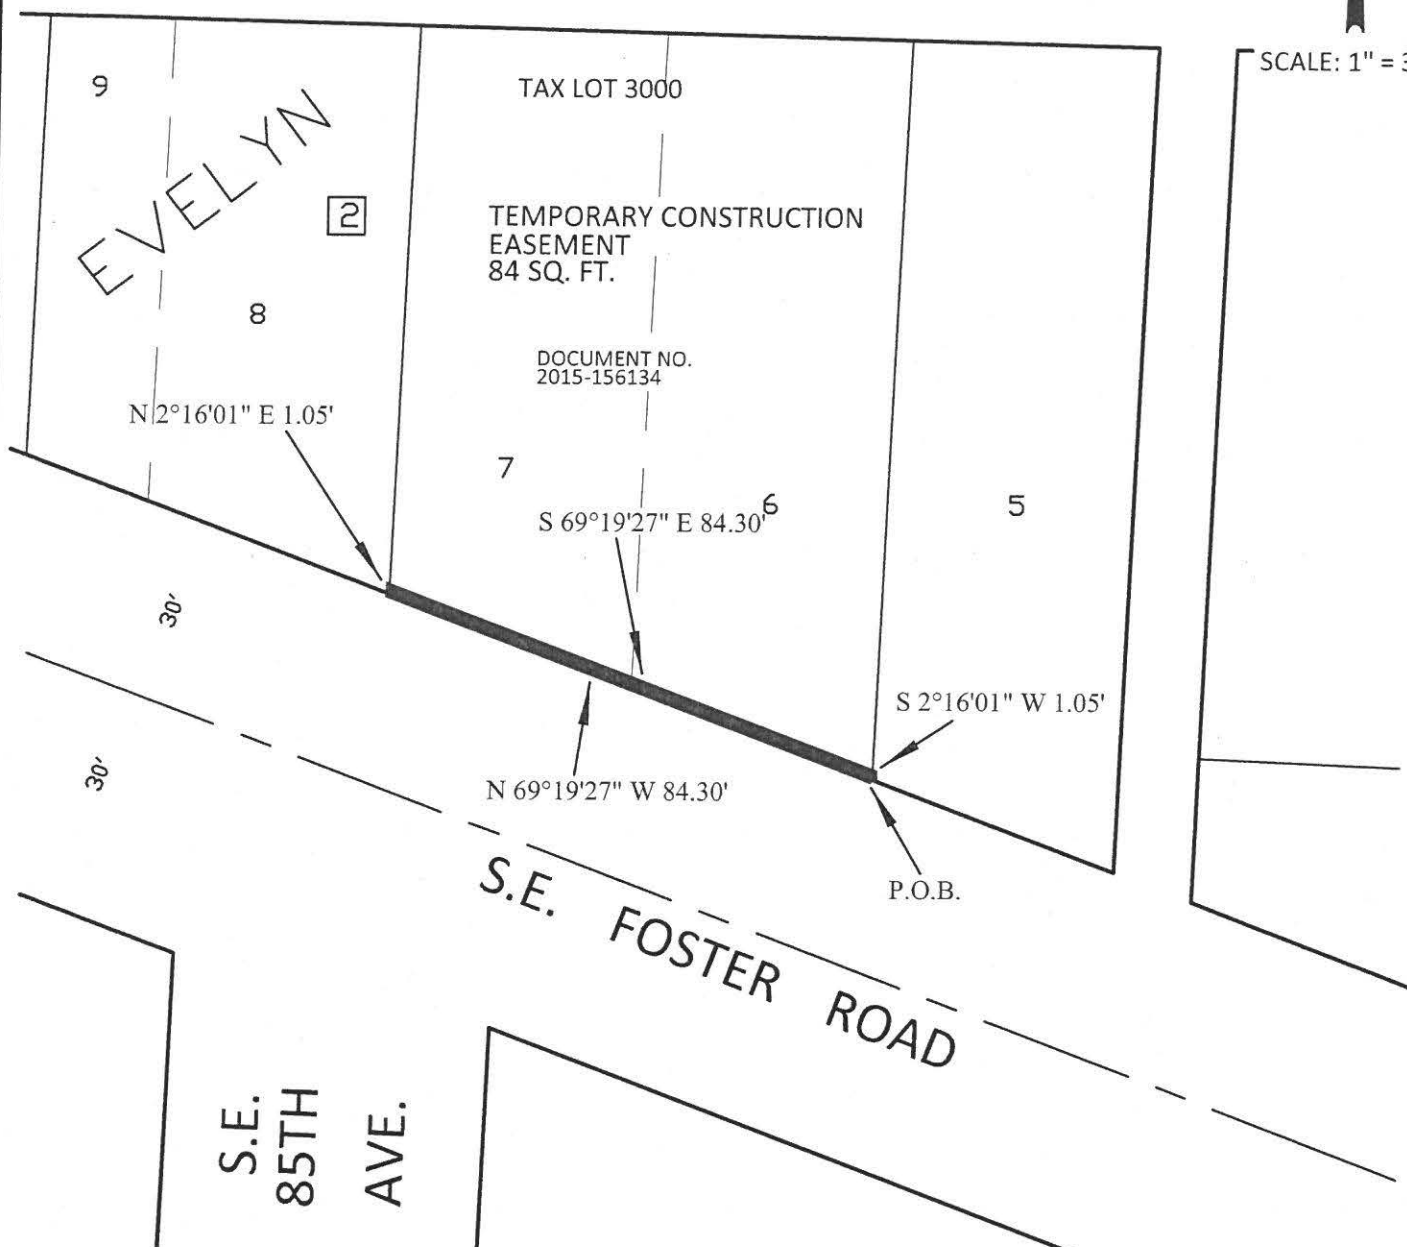 SCALE: 1" = 3
9
TAX LOT 3000
EVELYN
2
TEMPORARY CONSTRUCTION
EASEMENT
84 SQ. FT.
8
DOCUMENT NO.
2015-156134
N 2°16'01" E 1.05'
7
6
5
S 69°19'27" E 84.30'
30'
S 2°16'01" W 1.05'
30'
N 69°19'27" W 84.30'
P.O.B.
S.E. FOSTER ROAD
S.E.
85TH
AVE.